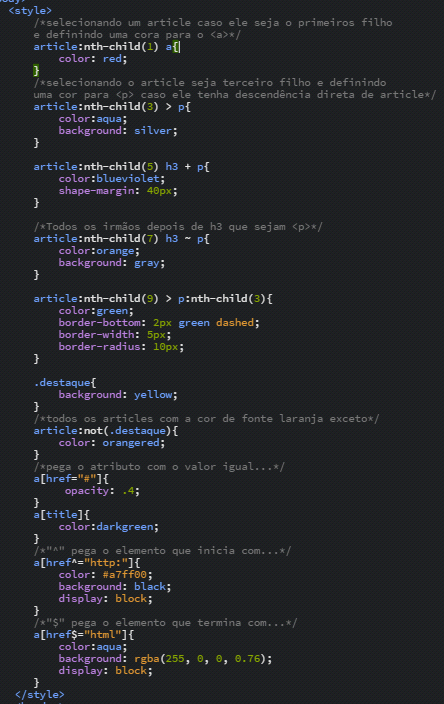 <style>
/*selecionando um article caso ele seja o primeiros filho
e definindo uma cora para o <a>*/
article:nth-child(1) a{
color: red;
}
/*selecionando o article seja terceiro filho e definindo
uma cor para <p> caso ele tenha descendência direta de article*/
article:nth-child(3) > p{
color:aqua;
background: silver;
}
article:nth-child(5) h3 + p{
color:blueviolet;
shape-margin: 40px;
}
/*Todos os irmãos depois de h3 que sejam <p>*/
article:nth-child(7) h3 ~ p{
color:orange;
background: gray;
}
article:nth-child(9) > p:nth-child(3){
color:green;
border-bottom: 2px green dashed;
border-width: 5px;
border-radius: 10px;
}
.destaque{
background: yellow;
}
/*todos os articles com a cor de fonte laranja exceto*/
article:not(.destaque){
color: orangered;
}
/*pega o atributo com o valor igual...*/
a[href="#"]{
opacity: .4;
}
a[title]{
color:darkgreen;
}
/*"^" pega o elemento que inicia com...*/
a[href^="http:"]{
color: #a7ff00;
background: black;
display: block;
}
/*"$" pega o elemento que termina com...*/
a[href$="html"]{
color:aqua;
background: rgba(255, 0, 0, 0.76);
display: block;
}
</style>